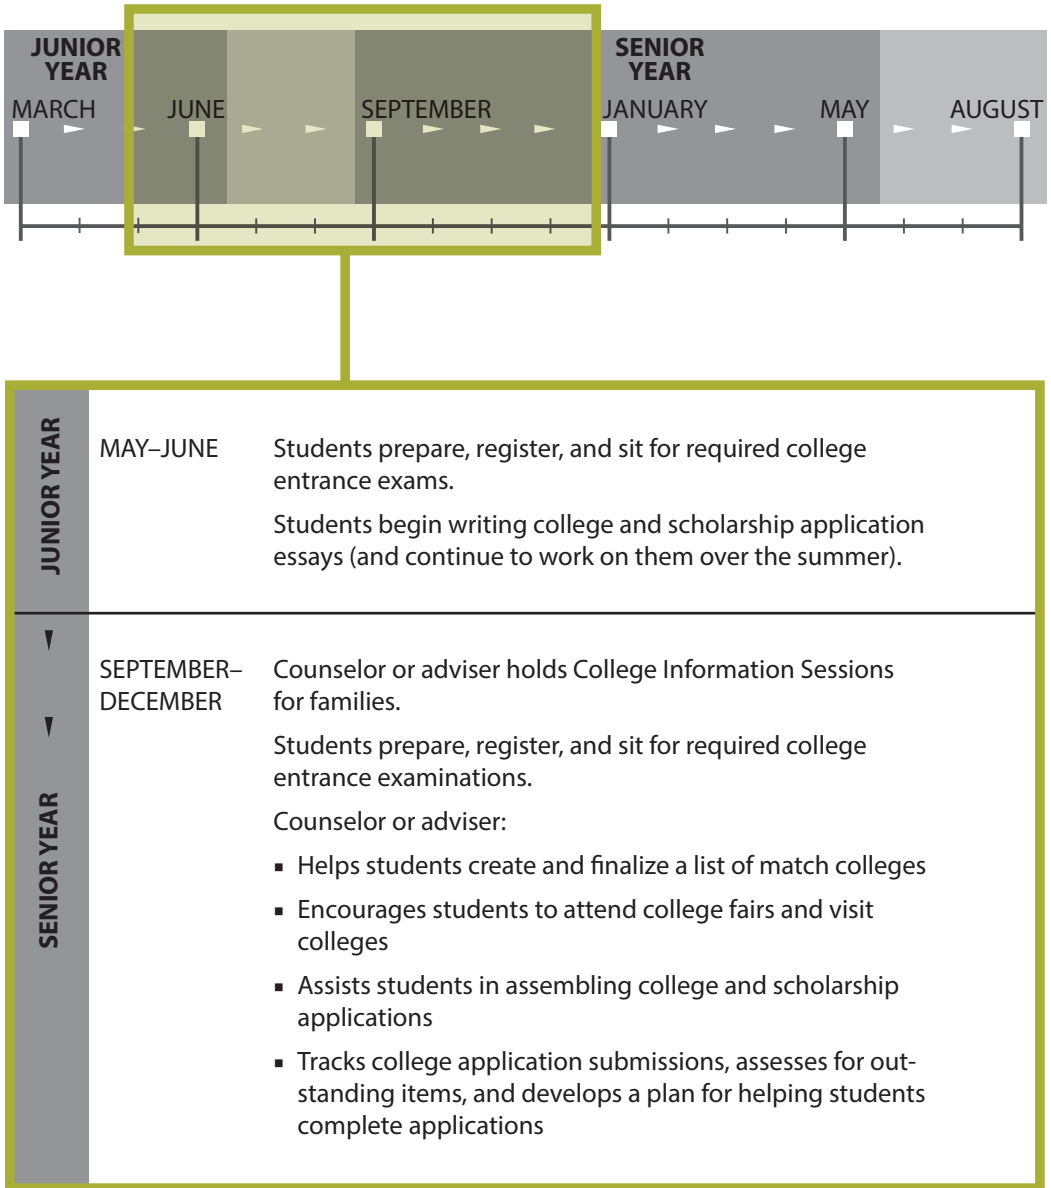 JUNIOR
YEAR
SENIOR
YEAR
MARCH JUNE SEPTEMBER JANUARY MAY AUGUST
JUNIOR YEAR
MAY–JUNE Students prepare, register, and sit for required college
entrance exams.
Students begin writing college and scholarship application
essays (and continue to work on them over the summer).
SENIOR YEAR
SEPTEMBER– Counselor or adviser holds College Information Sessions
DECEMBER for families.
Students prepare, register, and sit for required college
entrance examinations.
Counselor or adviser:
▪ Helps students create and finalize a list of match colleges
▪ Encourages students to attend college fairs and visit
colleges
▪ Assists students in assembling college and scholarship
applications
▪ Tracks college application submissions, assesses for out-
standing items, and develops a plan for helping students
complete applications